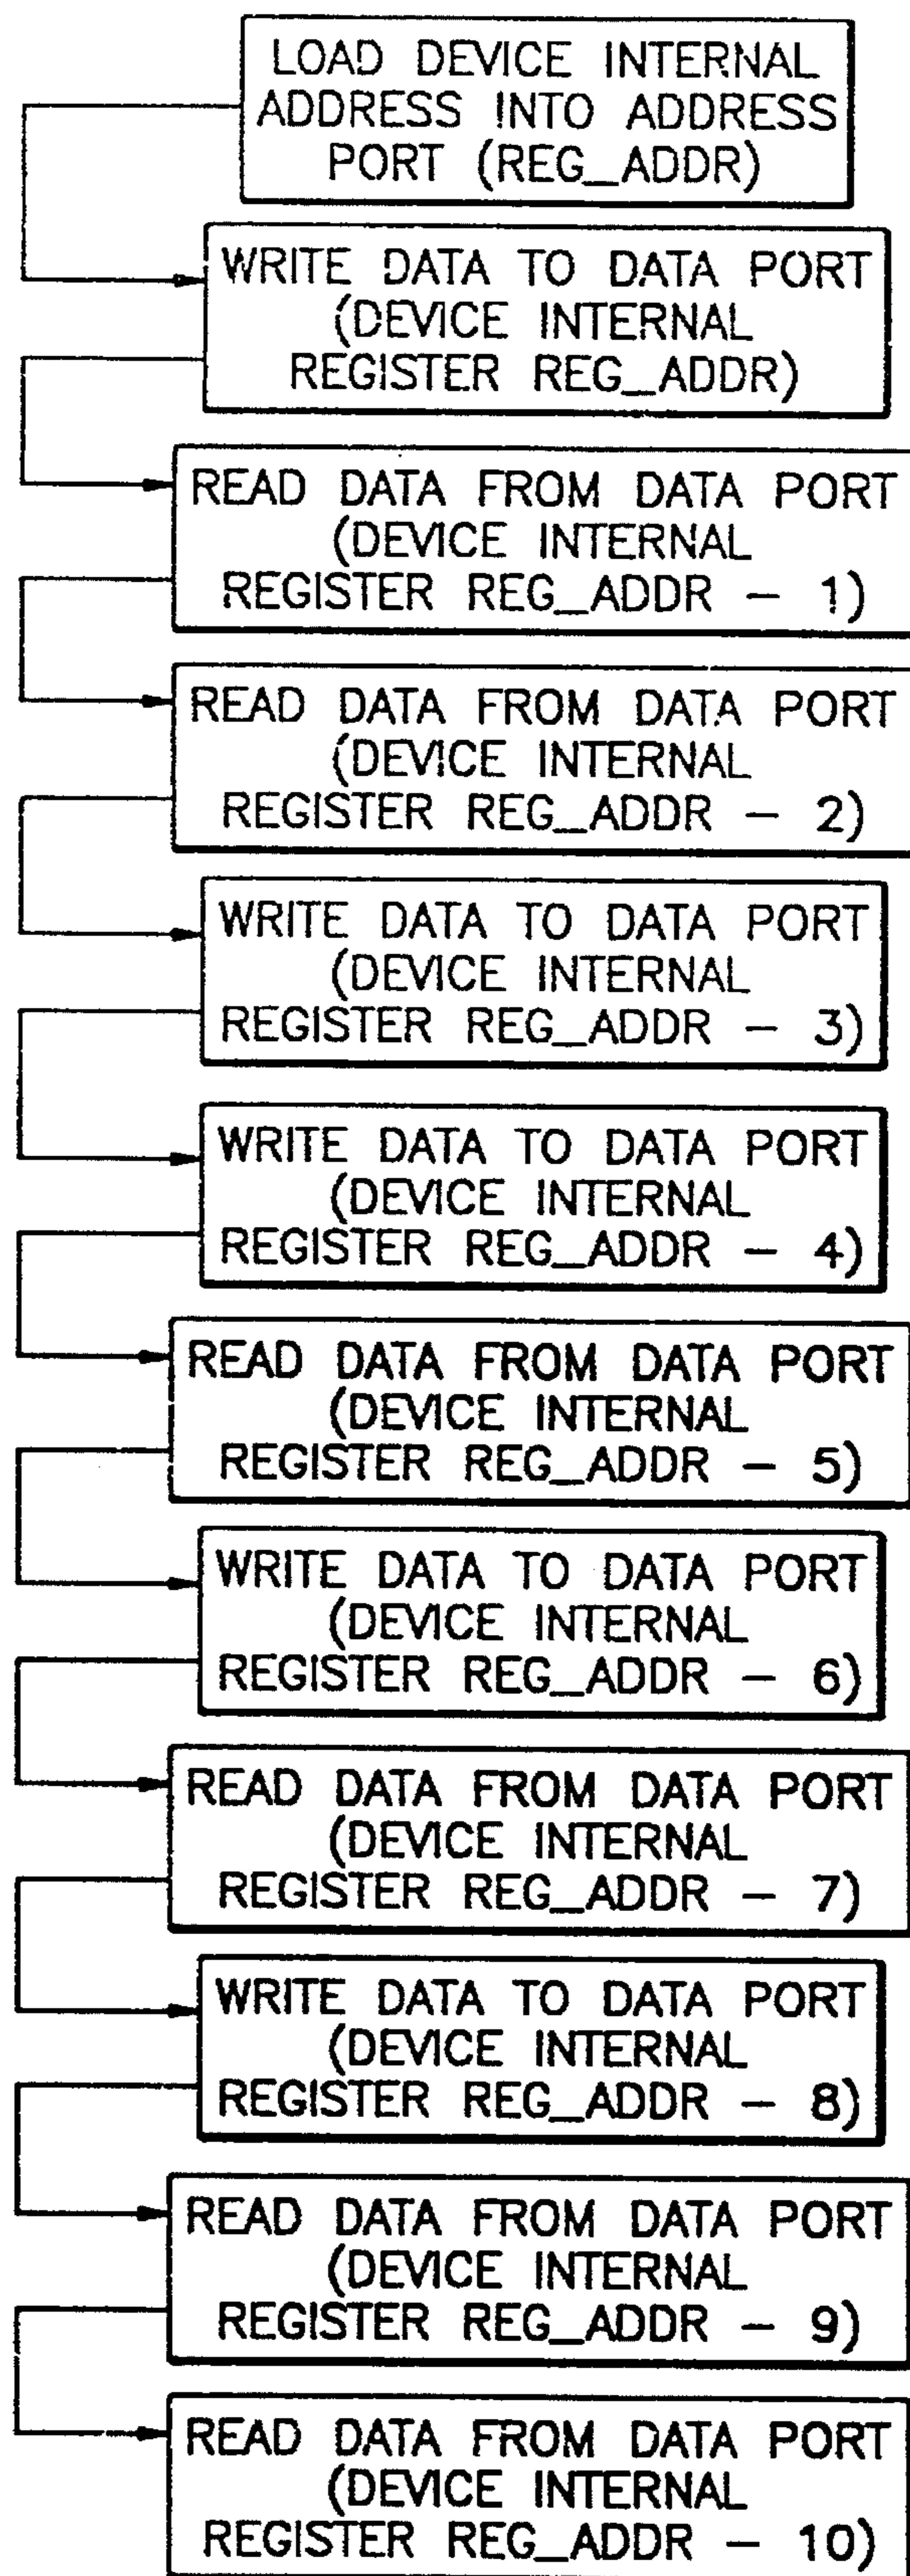 LOAD DEVICE INTERNAL
ADDRESS INTO ADDRESS
PORT (REG_ADDR)
WRITE DATA TO DATA PORT
(DEVICE INTERNAL
REGISTER REG_ADDR)
READ DATA FROM DATA PORT
(DEVICE INTERNAL
REGISTER REG_ADDR – 1)
READ DATA FROM DATA PORT
(DEVICE INTERNAL
REGISTER REG_ADDR – 2)
WRITE DATA TO DATA PORT
(DEVICE INTERNAL
REGISTER REG_ADDR – 3)
WRITE DATA TO DATA PORT
(DEVICE INTERNAL
REGISTER REG_ADDR – 4)
READ DATA FROM DATA PORT
(DEVICE INTERNAL
REGISTER REG_ADDR – 5)
WRITE DATA TO DATA PORT
(DEVICE INTERNAL
REGISTER REG_ADDR – 6)
READ DATA FROM DATA PORT
(DEVICE INTERNAL
REGISTER REG_ADDR – 7)
WRITE DATA TO DATA PORT
(DEVICE INTERNAL
REGISTER REG_ADDR – 8)
READ DATA FROM DATA PORT
(DEVICE INTERNAL
REGISTER REG_ADDR – 9)
READ DATA FROM DATA PORT
(DEVICE INTERNAL
REGISTER REG_ADDR – 10)